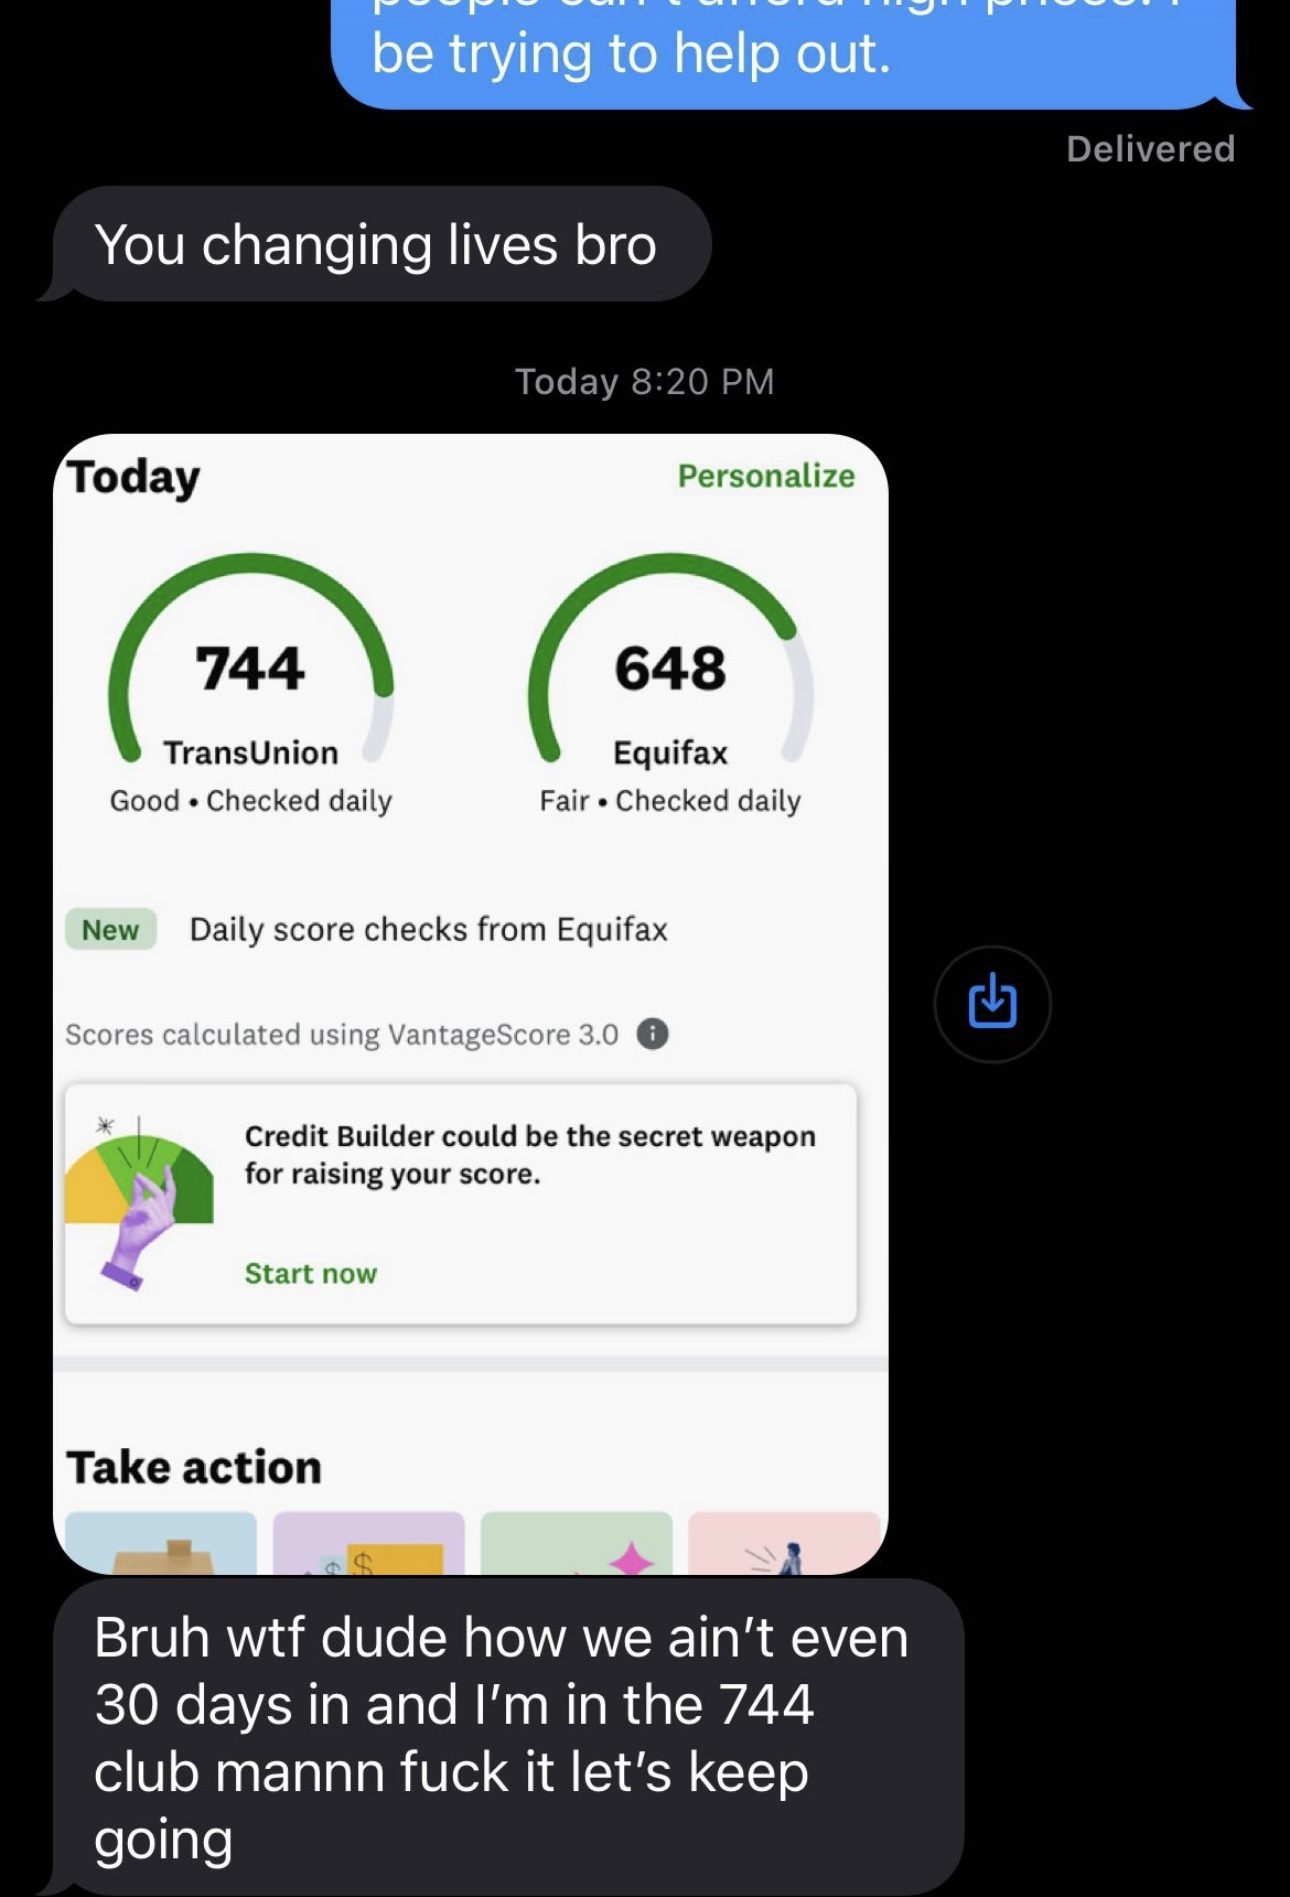 be trying to help out.
Delivered
You changing lives bro
Today 8:20 PM
Today
Personalize
744
648
TransUnion
Equifax
Good • Checked daily
Fair • Checked daily
New
Daily score checks from Equifax
Scores calculated using VantageScore 3.0
Credit Builder could be the secret weapon
for raising your score.
Start now
Take action
$ $
Bruh wtf dude how we ain't even
30 days in and I'm in the 744
club mannn fuck it let's keep
going